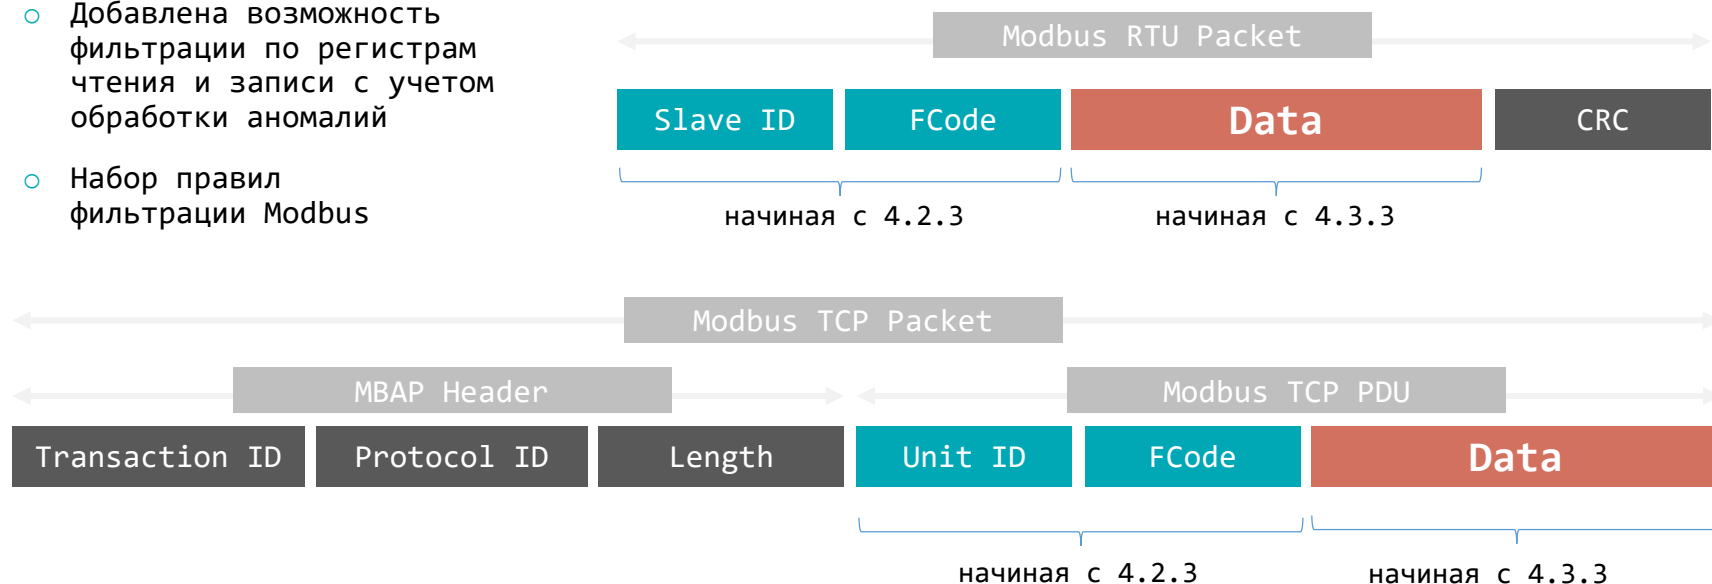 Добавлена возможность
фильтрации по регистрам
чтения и записи с учетом
обработки аномалий
Набор правил
фильтрации Modbus
Modbus RTU Packet
Slave ID
FCode
Data
CRC
начиная с 4.2.3
начиная с 4.3.3
Modbus TCP Packet
MBAP Header
Modbus TCP PDU
Transaction ID
Protocol ID
Length
Unit ID
FCode
Data
начиная с 4.2.3
начиная с 4.3.3